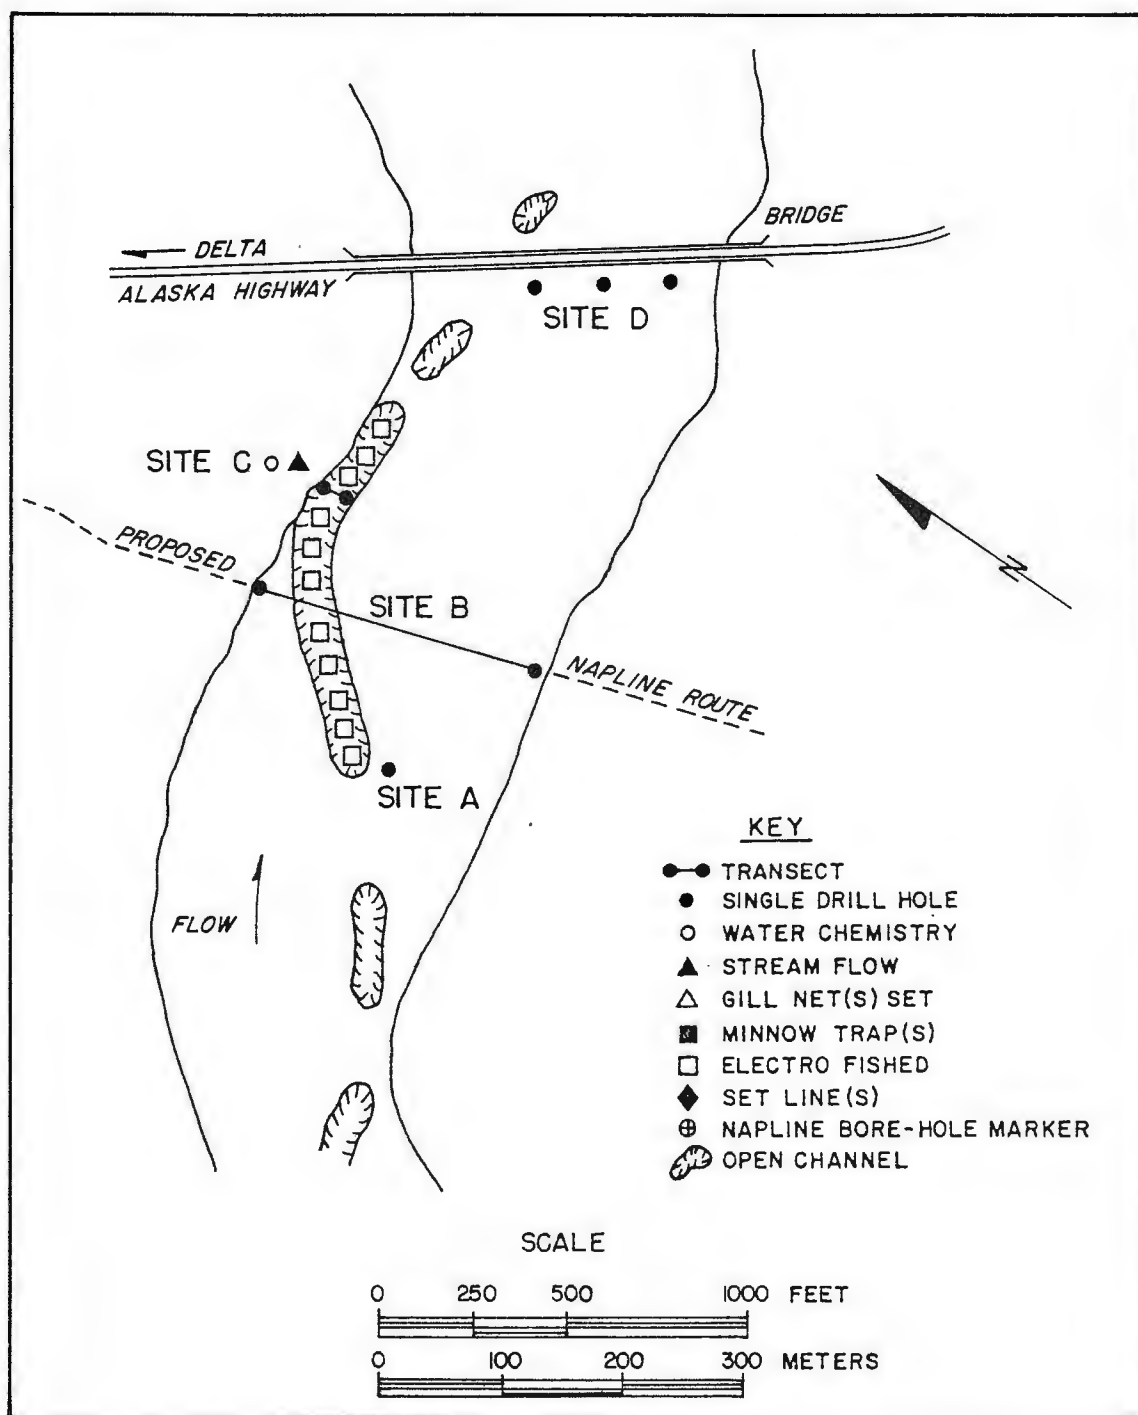 BRIDGE
DELTA
ALASKA HIGHWAY
SITE D
SITE C
PROPOSED
SITE B
N
NAPLINE ROUTE
SITE A
FLOW
KEY
TRANSECT
SINGLE DRILL HOLE
WATER CHEMISTRY
STREAM FLOW
GILL NET(S) SET
MINNOW TRAP(S)
ELECTRO FISHED
SET LINE(S)
NAPLINE BORE-HOLE MARKER
OPEN CHANNEL
SCALE
0 250 500 1000 FEET
0 100 200 300 METERS